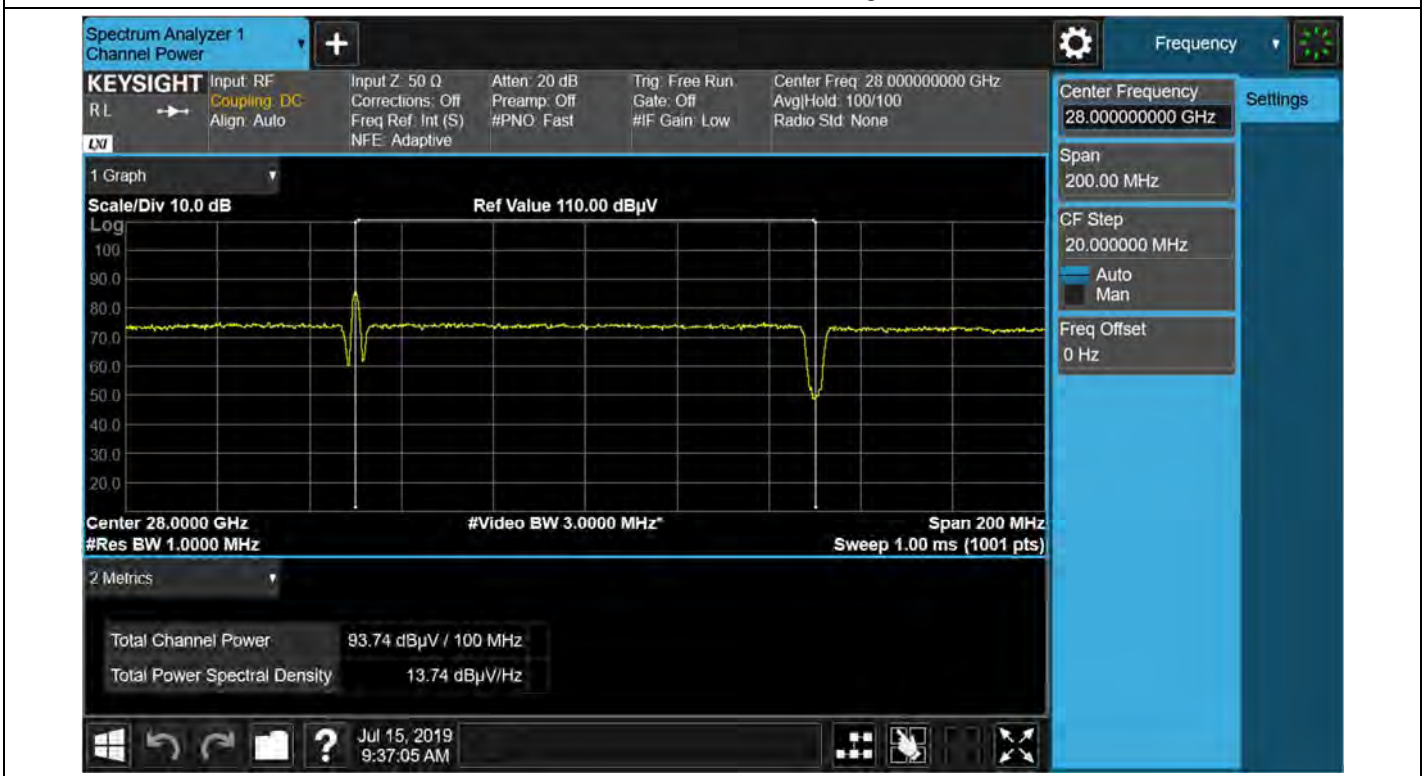 Spectrum Analyzer 1
Channel Power
+
Frequency
KEYSIGHT
R L
LXI
Input: RF
Coupling: DC
Align: Auto
Input Z: 50 Ω
Corrections: Off
Freq Ref: Int (S)
NFE: Adaptive
Atten: 20 dB
Preamp: Off
#PNO: Fast
Trig: Free Run
Gate: Off
#IF Gain: Low
Center Freq: 28.000000000 GHz
Avg|Hold: 100/100
Radio Std: None
Center Frequency
28.000000000 GHz
Settings
Span
200.00 MHz
CF Step
20.000000 MHz
Auto
Man
Freq Offset
0 Hz
1 Graph
Scale/Div 10.0 dB
Ref Value 110.00 dBµV
Log
100
90.0
80.0
70.0
60.0
50.0
40.0
30.0
20.0
Center 28.0000 GHz
#Video BW 3.0000 MHz*
Span 200 MHz
#Res BW 1.0000 MHz
Sweep 1.00 ms (1001 pts)
2 Metrics
Total Channel Power 93.74 dBµV / 100 MHz
Total Power Spectral Density 13.74 dBµV/Hz
?
Jul 15, 2019
9:37:05 AM